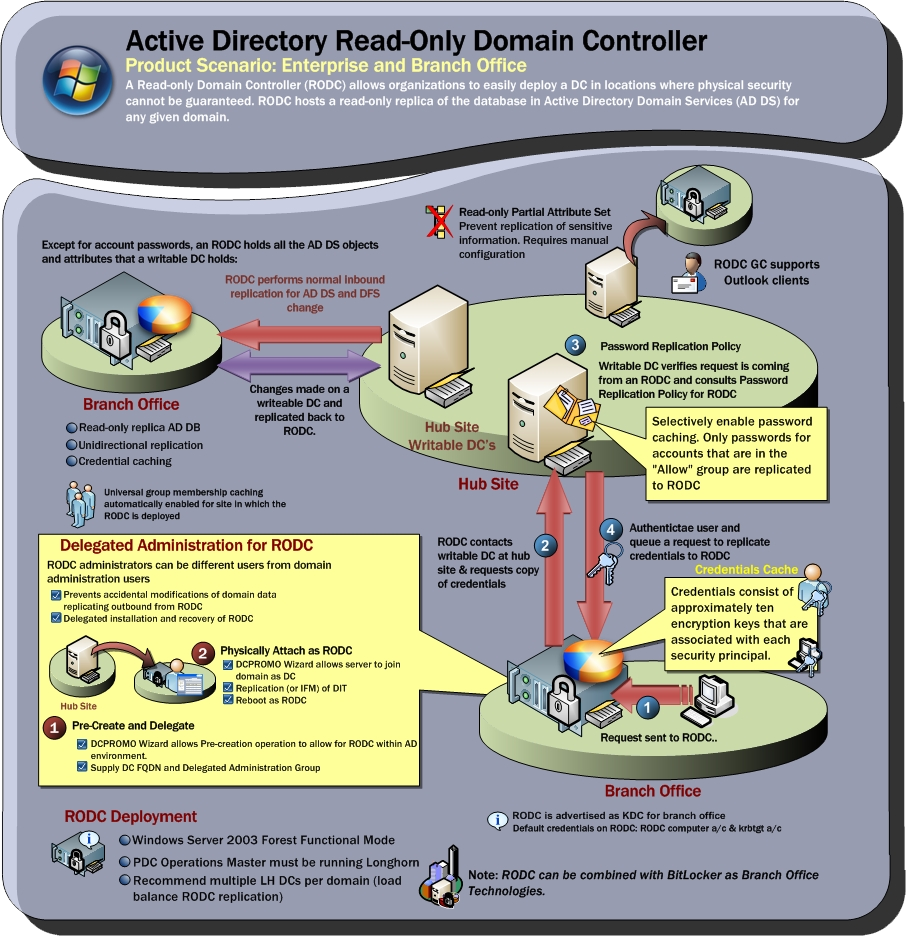 Active Directory Read-Only Domain Controller
Product Scenario: Enterprise and Branch Office
A Read-only Domain Controller (RODC) allows organizations to easily deploy a DC in locations where physical security
cannot be guaranteed. RODC hosts a read-only replica of the database in Active Directory Domain Services (AD DS) for
any given domain.
Read-only Partial Attribute Set
Prevent replication of sensitive
information. Requires manual
configuration
RODC GC supports
Outlook clients
Except for account passwords, an RODC holds all the AD DS objects
and attributes that a writable DC holds:
RODC performs normal inbound
replication for AD DS and DFS
change
Changes made on a
writeable DC and
replicated back to
RODC.
Branch Office
Read-only replica AD DB
Unidirectional replication
Credential caching
Universal group membership caching
automatically enabled for site in which the
RODC is deployed
Hub Site
Writable DC's
Hub Site
3
Password Replication Policy
Writable DC verifies request is coming
from an RODC and consults Password
Replication Policy for RODC
Selectively enable password
caching. Only passwords for
accounts that are in the
"Allow" group are replicated
to RODC
RODC contacts
writable DC at hub
site & requests copy
of credentials
2
4
Authentictae user and
queue a request to replicate
credentials to RODC
Credentials Cache
Credentials consist of
approximately ten
encryption keys that are
associated with each
security principal.
1
Request sent to RODC..
Branch Office
RODC is advertised as KDC for branch office
Default credentials on RODC: RODC computer a/c & krbtgt a/c
Delegated Administration for RODC
RODC administrators can be different users from domain
administration users
Prevents accidental modifications of domain data
replicating outbound from RODC
Delegated installation and recovery of RODC
Hub Site
2
Physically Attach as RODC
DCPROMO Wizard allows server to join
domain as DC
Replication (or IFM) of DIT
Reboot as RODC
1
Pre-Create and Delegate
DCPROMO Wizard allows Pre-creation operation to allow for RODC within AD
environment.
Supply DC FQDN and Delegated Administration Group
RODC Deployment
Windows Server 2003 Forest Functional Mode
PDC Operations Master must be running Longhorn
Recommend multiple LH DCs per domain (load
balance RODC replication)
Note: RODC can be combined with BitLocker as Branch Office
Technologies.